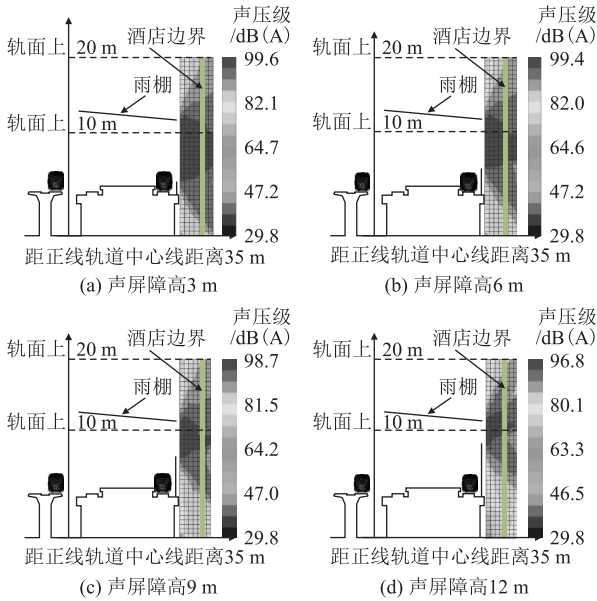 声压级
/dB(A)
轨面上 20 m 酒店边界 99.6
雨棚 82.1
轨面上 10 m 64.7
47.2
29.8
距正线轨道中心线距离35 m
(a) 声屏障高3 m
声压级
/dB(A)
轨面上 20 m 酒店边界 99.4
雨棚 82.0
轨面上 10 m 64.6
47.2
29.8
距正线轨道中心线距离35 m
(b) 声屏障高6 m
声压级
/dB(A)
轨面上 20 m 酒店边界 98.7
雨棚 81.5
轨面上 10 m 64.2
47.0
29.8
距正线轨道中心线距离35 m
(c) 声屏障高9 m
声压级
/dB(A)
轨面上 20 m 酒店边界 96.8
雨棚 80.1
轨面上 10 m 63.3
46.5
29.8
距正线轨道中心线距离35 m
(d) 声屏障高12 m